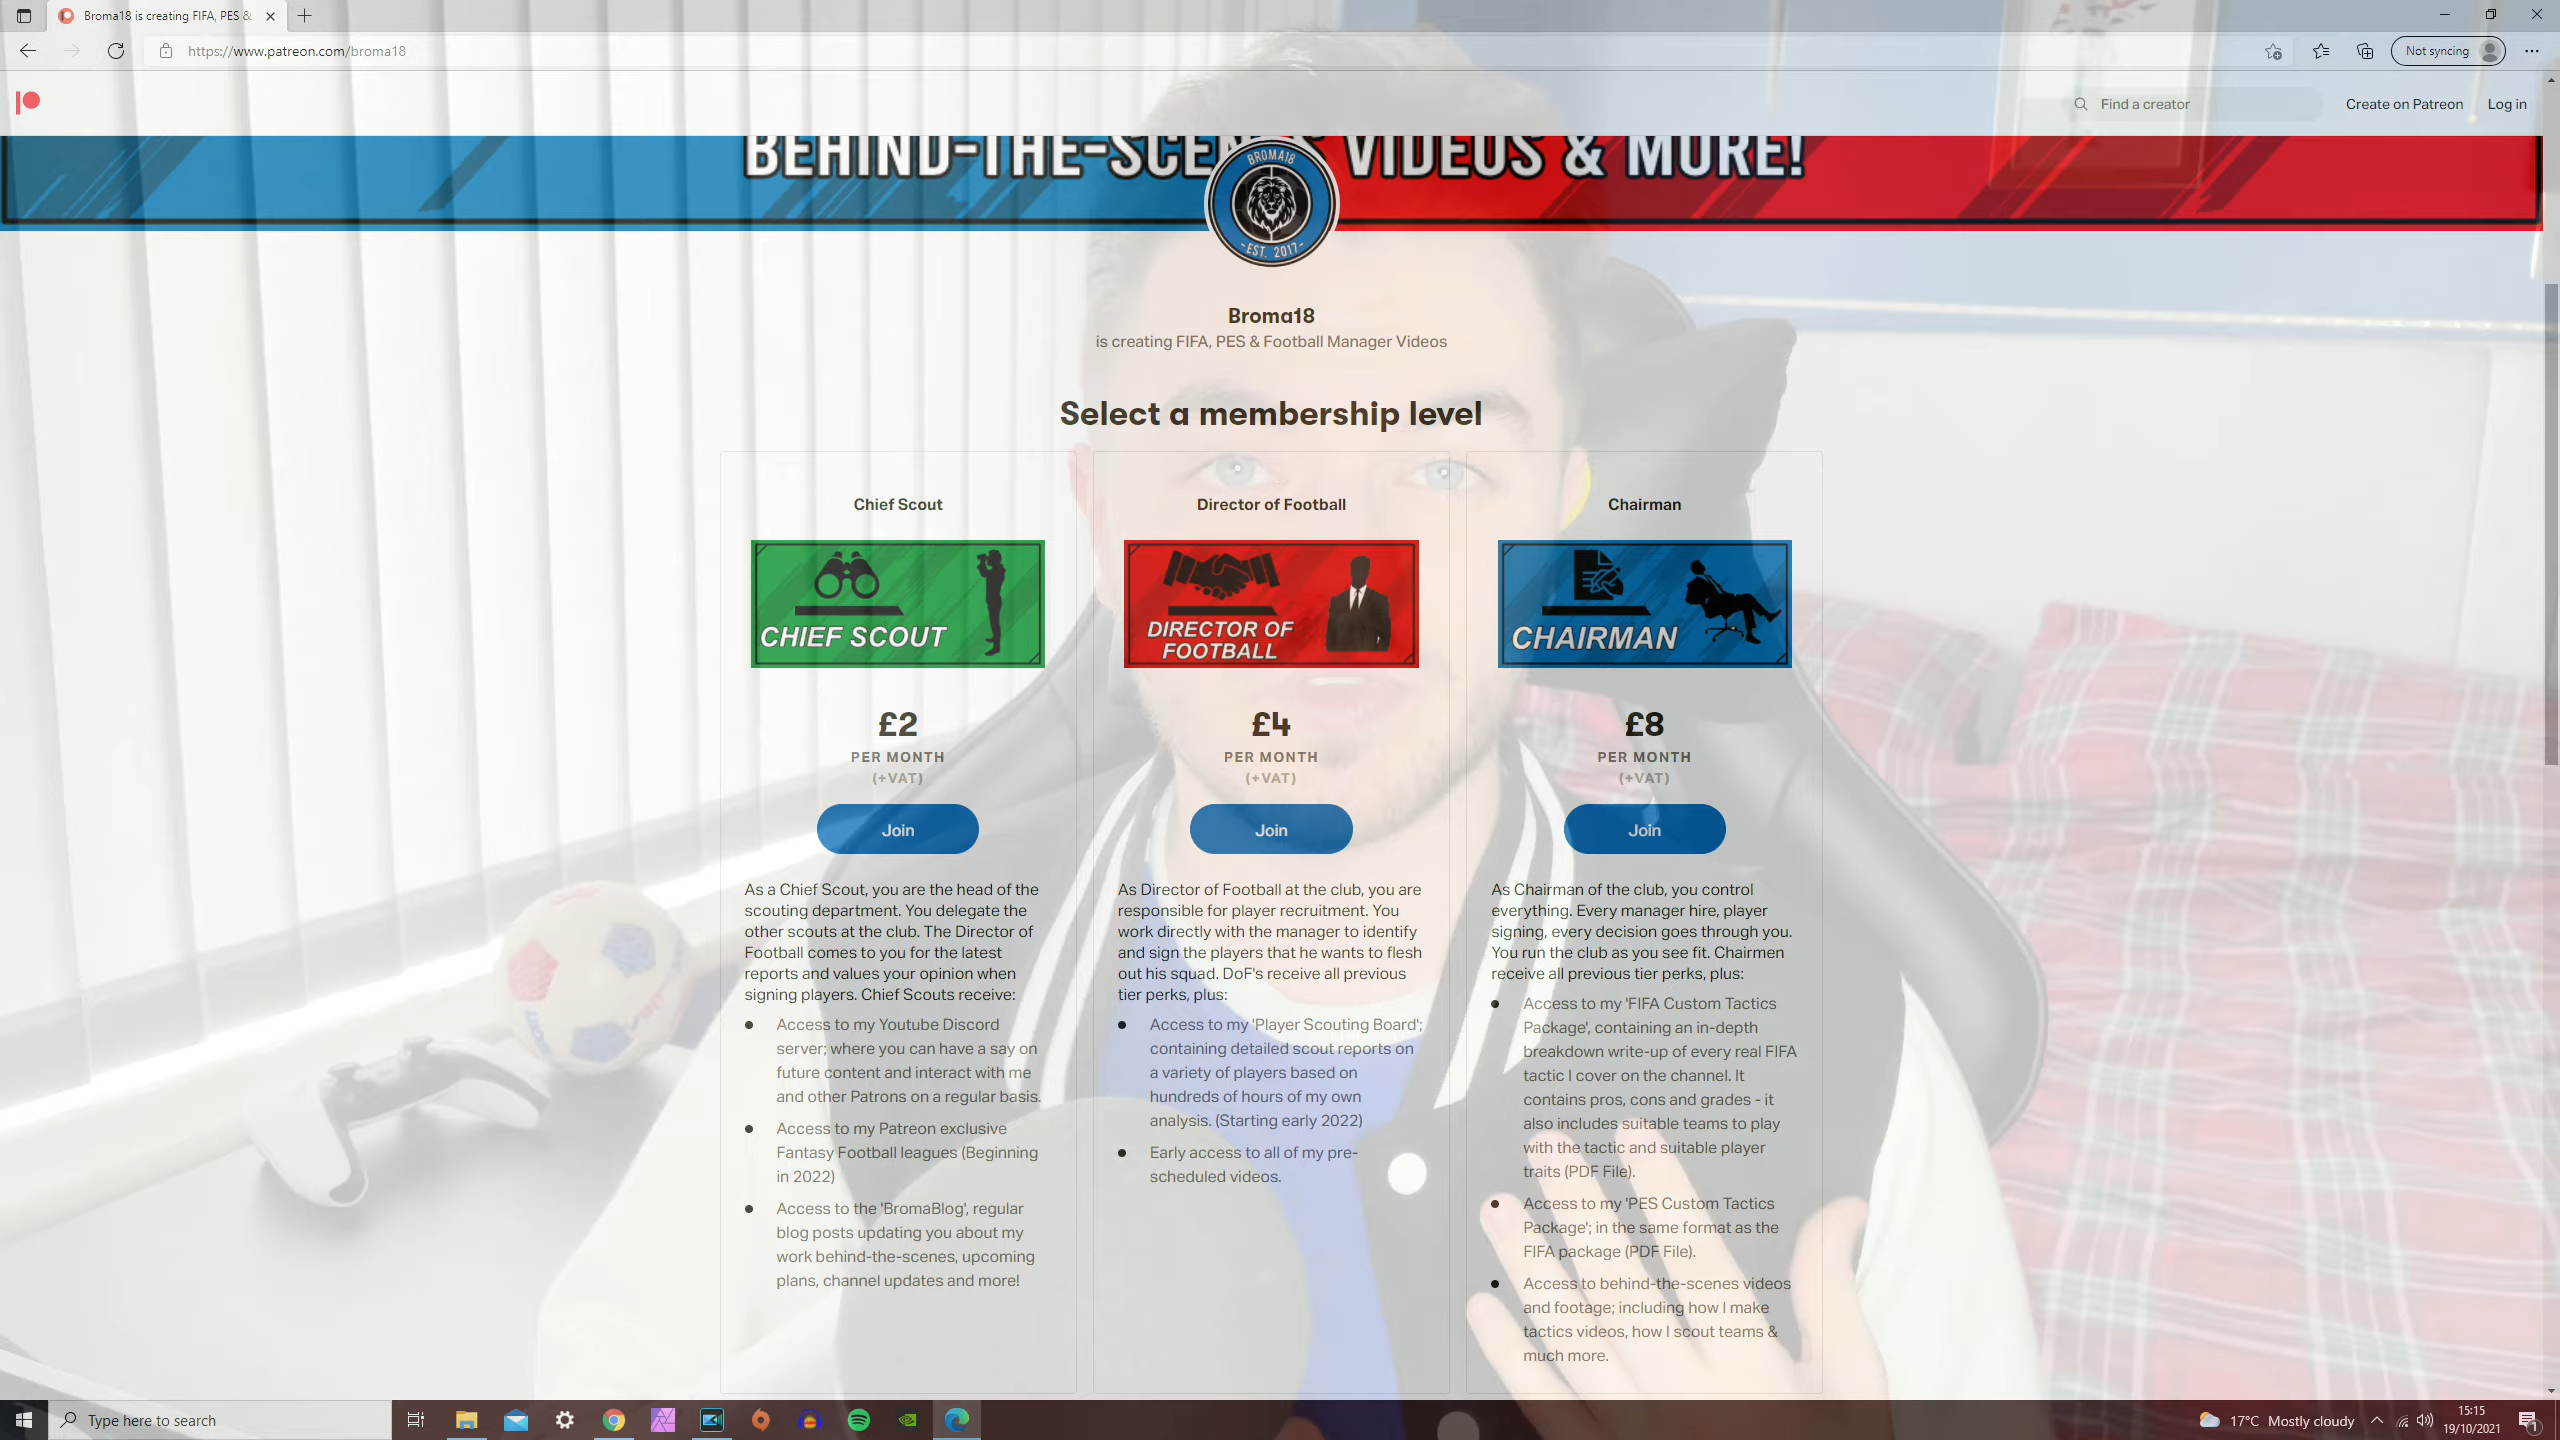 Broma18 is creating FIFA, PES &
https://www.patreon.com/broma18
Not syncing
Find a creator
Create on Patreon
Log in
BEHIND-THE-SCENES VIDEOS & MORE!
BROMA18
-EST. 2017-
Broma18
is creating FIFA, PES & Football Manager Videos
Select a membership level
Chief Scout
CHIEF SCOUT
£2
PER MONTH
(+VAT)
Join
As a Chief Scout, you are the head of the
scouting department. You delegate the
other scouts at the club. The Director of
Football comes to you for the latest
reports and values your opinion when
signing players. Chief Scouts receive:
Access to my Youtube Discord
server; where you can have a say on
future content and interact with me
and other Patrons on a regular basis.
Access to my Patreon exclusive
Fantasy Football leagues (Beginning
in 2022)
Access to the 'BromaBlog', regular
blog posts updating you about my
work behind-the-scenes, upcoming
plans, channel updates and more!
Director of Football
DIRECTOR OF
FOOTBALL
£4
PER MONTH
(+VAT)
Join
As Director of Football at the club, you are
responsible for player recruitment. You
work directly with the manager to identify
and sign the players that he wants to flesh
out his squad. DoF's receive all previous
tier perks, plus:
Access to my 'Player Scouting Board';
containing detailed scout reports on
a variety of players based on
hundreds of hours of my own
analysis. (Starting early 2022)
Early access to all of my pre-
scheduled videos.
Chairman
CHAIRMAN
£8
PER MONTH
(+VAT)
Join
As Chairman of the club, you control
everything. Every manager hire, player
signing, every decision goes through you.
You run the club as you see fit. Chairmen
receive all previous tier perks, plus:
Access to my 'FIFA Custom Tactics
Package', containing an in-depth
breakdown write-up of every real FIFA
tactic I cover on the channel. It
contains pros, cons and grades - it
also includes suitable teams to play
with the tactic and suitable player
traits (PDF File).
Access to my 'PES Custom Tactics
Package'; in the same format as the
FIFA package (PDF File).
Access to behind-the-scenes videos
and footage; including how I make
tactics videos, how I scout teams &
much more.
Type here to search
17°C Mostly cloudy
15:15
19/10/2021
1